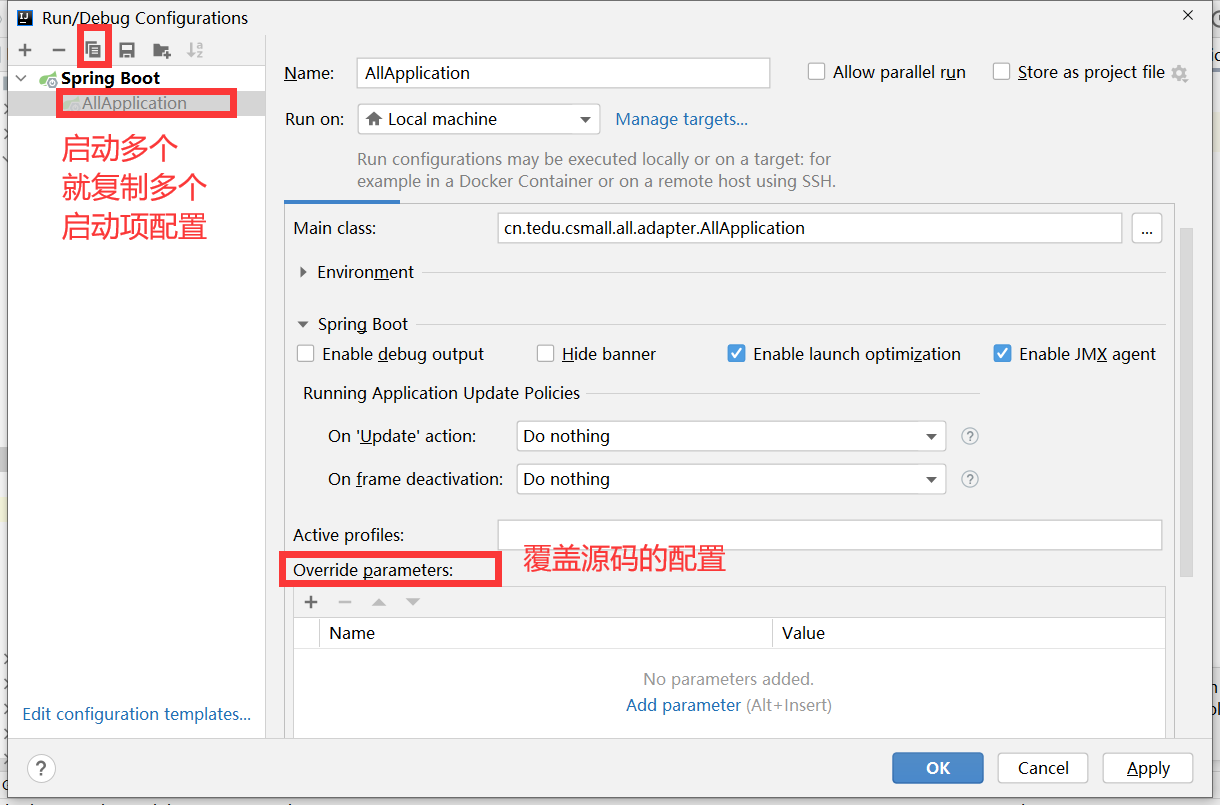 Run/Debug Configurations
Spring Boot
AllApplication
启动多个
就复制多个
启动项配置
Edit configuration templates...
Name: AllApplication
Allow parallel run
Store as project file
Run on: Local machine
Manage targets...
Run configurations may be executed locally or on a target: for
example in a Docker Container or on a remote host using SSH.
Main class: cn.tedu.csmall.all.adapter.AllApplication ...
Environment
Spring Boot
Enable debug output
Hide banner
Enable launch optimization
Enable JMX agent
Running Application Update Policies
On 'Update' action: Do nothing ?
On frame deactivation: Do nothing ?
Active profiles:
Override parameters:
覆盖源码的配置
Name Value
No parameters added.
Add parameter (Alt+Insert)
?
OK Cancel Apply